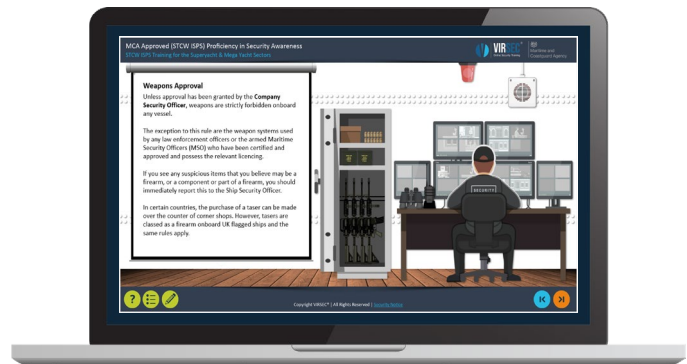 MCA Approved (STCW ISPS) Proficiency in Security Awareness
STCW ISPS Training for the Superyacht & Mega Yacht Sectors
VIRSEC
Maritime and
Coastguard Agency
Weapons Approval
Unless approval has been granted by the Company
Security Officer, weapons are strictly forbidden onboard
any vessel.
The exception to this rule are the weapon systems used
by any law enforcement officers or the armed Maritime
Security Officers (MSO) who have been certified and
approved and possess the relevant licencing.
If you see any suspicious items that you believe may be a
firearm, or a component or part of a firearm, you should
immediately report this to the Ship Security Officer.
In certain countries, the purchase of a taser can be made
over the counter of corner shops. However, tasers are
classed as a firearm onboard UK flagged ships and the
same rules apply.
SECURITY
?
Copyright VIRSEC® | All Rights Reserved | Security Notice